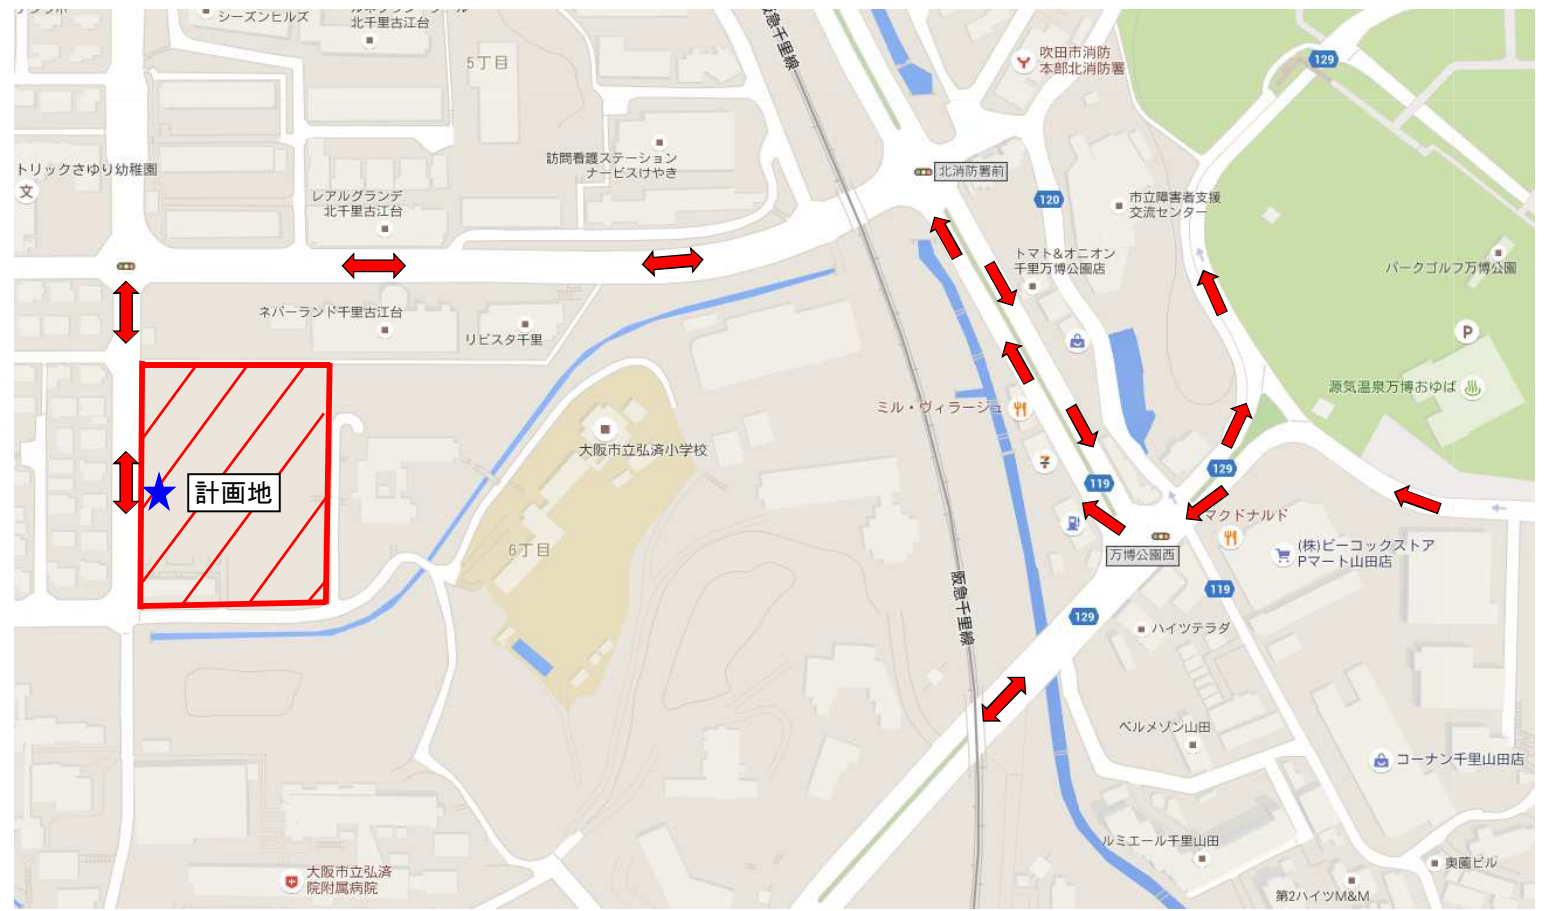 シーズンヒルズ
北千里古江台
5丁目
阪急千里線
吹田市消防
本部北消防署
129
訪問看護ステーション
ナービスけやき
トリックさゆり幼稚園
文
北消防署前
レアルグランデ
北千里古江台
120
市立障害者支援
交流センター
トマト&オニオン
千里万博公園店
パークゴルフ万博公園
ネバーランド千里古江台
リビスタ千里
P
源気温泉万博おゆば
ミル・ヴィラージュ
大阪市立弘済小学校
計画地
119
129
マクドナルド
6丁目
万博公園西
(株)ピーコックストア
Pマート山田店
阪急千里線
119
129
ハイツテラダ
ベルメゾン山田
コーナン千里山田店
ルミエール千里山田
大阪市立弘済
院附属病院
奥薗ビル
第2ハイツM&M